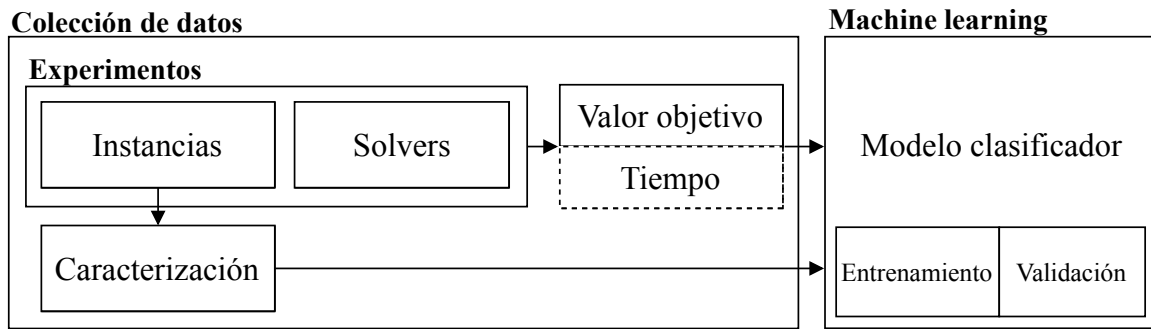 Colección de datos
Machine learning
Experimentos
Instancias
Solvers
Valor objetivo
Tiempo
Modelo clasificador
Caracterización
Entrenamiento
Validación